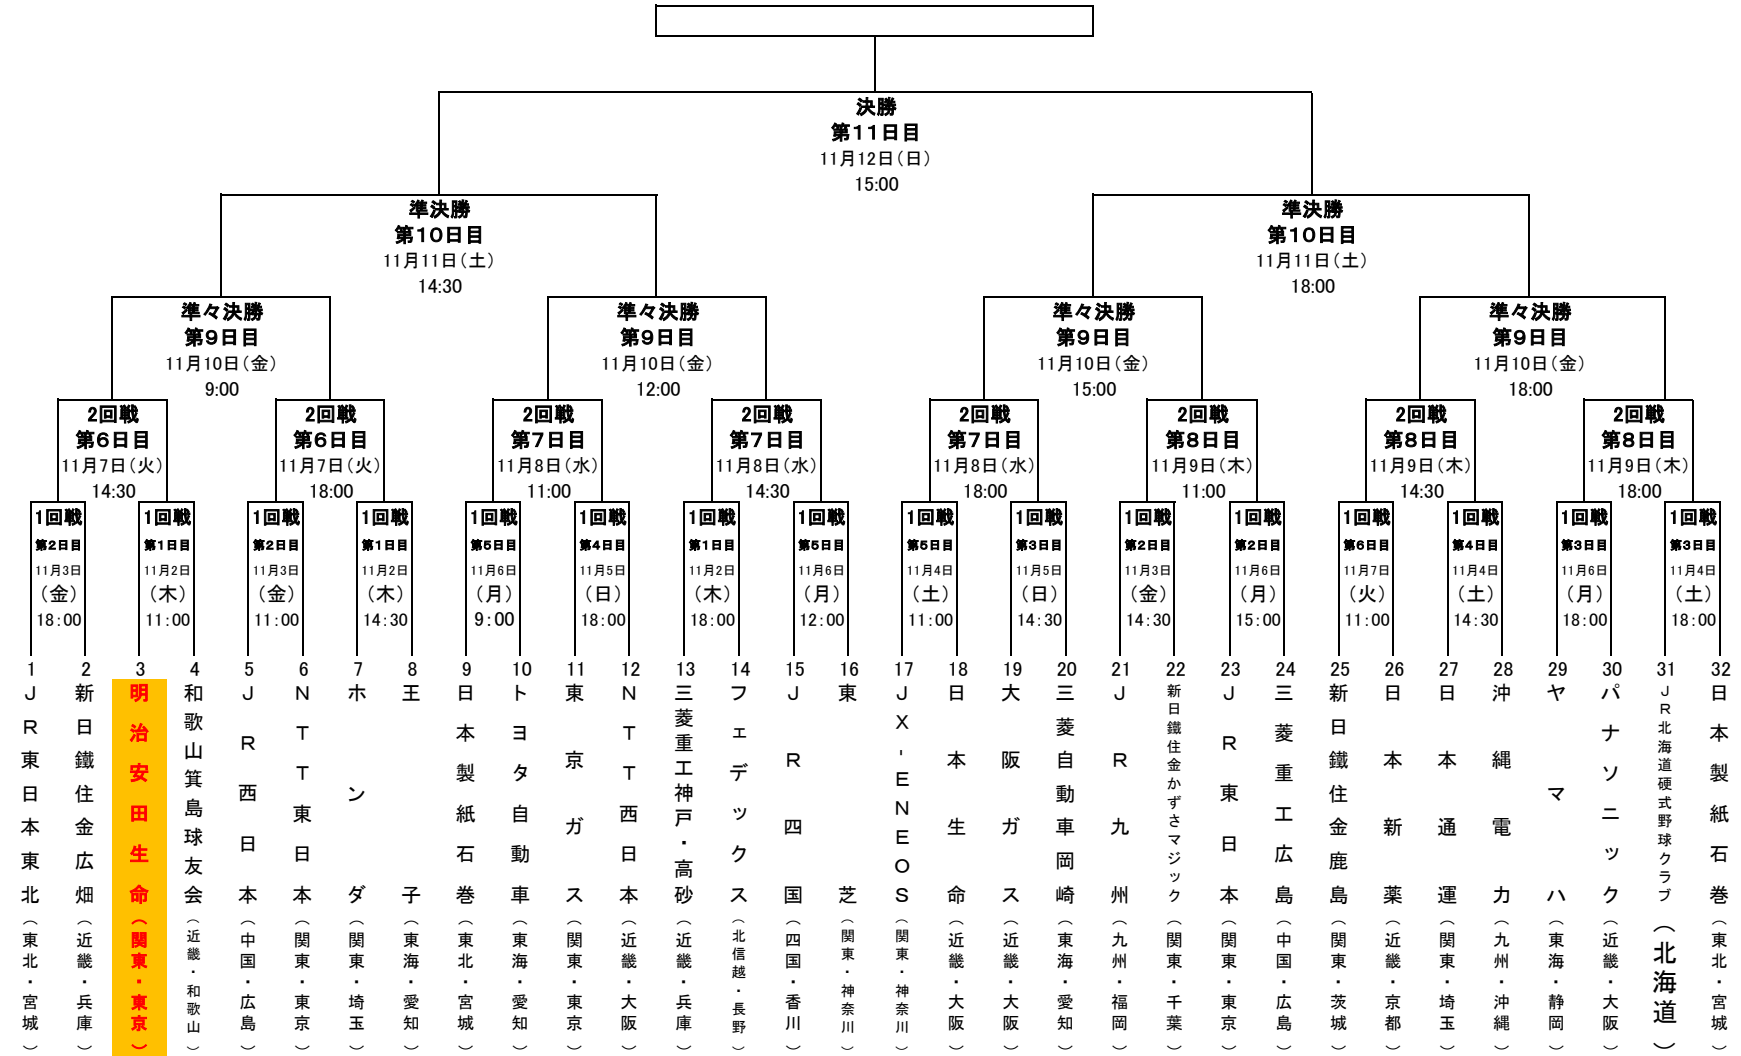 決勝
第11日目
11月12日(日)
15:00
準決勝
第10日目
11月11日(土)
14:30
準決勝
第10日目
11月11日(土)
18:00
準々決勝
第9日目
11月10日(金)
9:00
準々決勝
第9日目
11月10日(金)
12:00
準々決勝
第9日目
11月10日(金)
15:00
準々決勝
第9日目
11月10日(金)
18:00
2回戦
第6日目
11月7日(火)
14:30
2回戦
第6日目
11月7日(火)
18:00
2回戦
第7日目
11月8日(水)
11:00
2回戦
第7日目
11月8日(水)
14:30
2回戦
第7日目
11月8日(水)
18:00
2回戦
第8日目
11月9日(木)
11:00
2回戦
第8日目
11月9日(木)
14:30
2回戦
第8日目
11月9日(木)
18:00
1回戦
第2日目
11月3日
(金)
18:00
1回戦
第1日目
11月2日
(木)
11:00
1回戦
第2日目
11月3日
(金)
11:00
1回戦
第1日目
11月2日
(木)
14:30
1回戦
第5日目
11月6日
(月)
9:00
1回戦
第4日目
11月5日
(日)
18:00
1回戦
第1日目
11月2日
(木)
18:00
1回戦
第5日目
11月6日
(月)
12:00
1回戦
第5日目
11月4日
(土)
11:00
1回戦
第3日目
11月5日
(日)
14:30
1回戦
第2日目
11月3日
(金)
14:30
1回戦
第2日目
11月6日
(月)
15:00
1回戦
第6日目
11月7日
(火)
11:00
1回戦
第4日目
11月4日
(土)
14:30
1回戦
第3日目
11月6日
(月)
18:00
1回戦
第3日目
11月4日
(土)
18:00
1
JR東日本東北(東北・宮城)
2
新日鐵住金広畑(近畿・兵庫)
3
明治安田生命(関東・東京)
4
和歌山箕島球友会(近畿・和歌山)
5
JR西日本(中国・広島)
6
NTT東日本(関東・東京)
7
ホンダ(関東・埼玉)
8
王子(東海・愛知)
9
日本製紙石巻(東北・宮城)
10
トヨタ自動車(東海・愛知)
11
東京ガス(関東・東京)
12
NTT西日本(近畿・大阪)
13
三菱重工神戸・高砂(近畿・兵庫)
14
フェデックス(北信越・長野)
15
JR四国(四国・香川)
16
東芝(関東・神奈川)
17
JX-ENEOS(関東・神奈川)
18
日本生命(近畿・大阪)
19
大阪ガス(近畿・大阪)
20
三菱自動車岡崎(東海・愛知)
21
JR九州(九州・福岡)
22
新日鐵住金かずさマジック(関東・千葉)
23
JR東日本(関東・東京)
24
三菱重工広島(中国・広島)
25
新日鐵住金鹿島(関東・茨城)
26
日本新薬(近畿・京都)
27
日本通運(関東・埼玉)
28
沖縄電力(九州・沖縄)
29
ヤマハ(東海・静岡)
30
パナソニック(近畿・大阪)
31
JR北海道硬式野球クラブ(北海道)
32
日本製紙石巻(東北・宮城)